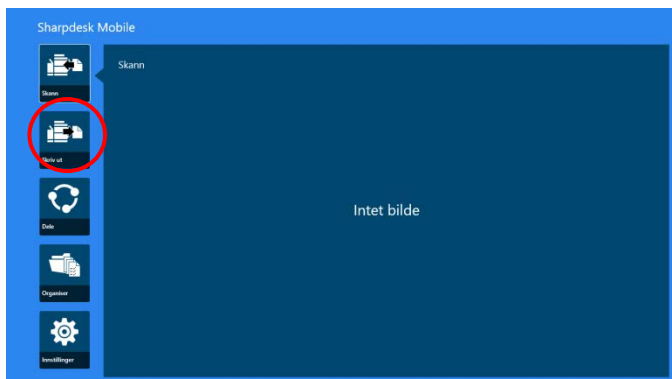 Sharpdesk Mobile
Skann
Skann
Skriv ut
Dele
Organiser
Innstillinger
Intet bilde